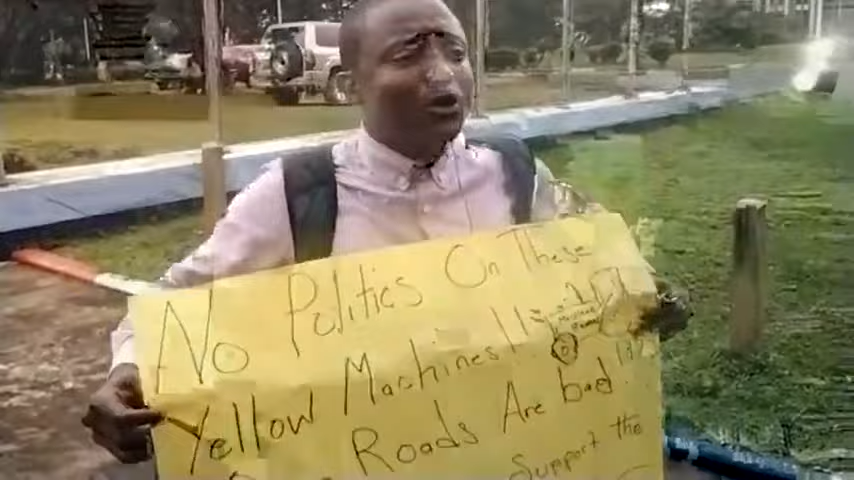 No Politics On These
Yellow Machines!!
Roads Are bad
Support the